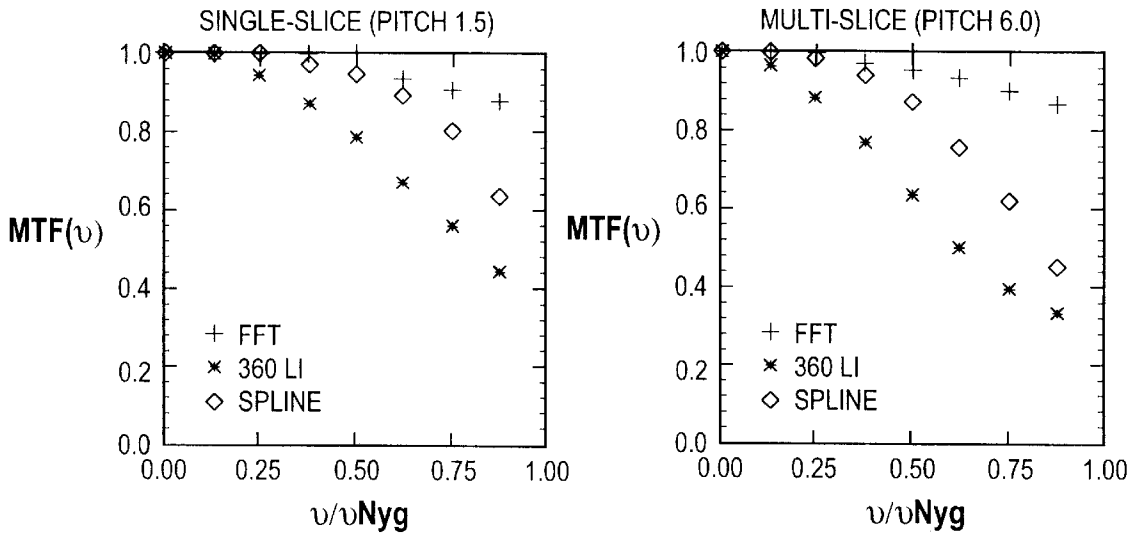 SINGLE-SLICE (PITCH 1.5)
1.0
0.8
0.6
MTF(υ)
0.4
0.2
0.0
+ FFT
360 LI
SPLINE
0.00 0.25 0.50 0.75 1.00
υ/υNyg
MULTI-SLICE (PITCH 6.0)
1.0
0.8
0.6
MTF(υ)
0.4
0.2
0.0
+ FFT
360 LI
SPLINE
0.00 0.25 0.50 0.75 1.00
υ/υNyg